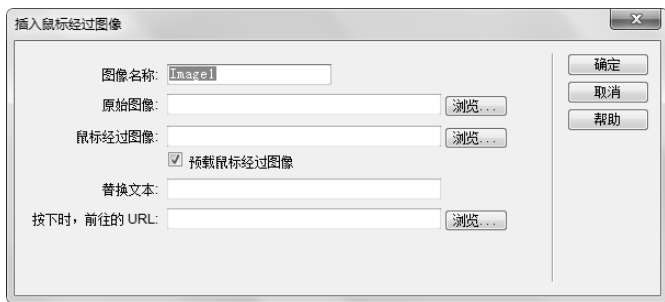 插入鼠标经过图像
图像名称: Image1
确定
原始图像: 浏览...
取消
鼠标经过图像: 浏览...
帮助
预载鼠标经过图像
替换文本:
按下时，前往的 URL: 浏览...